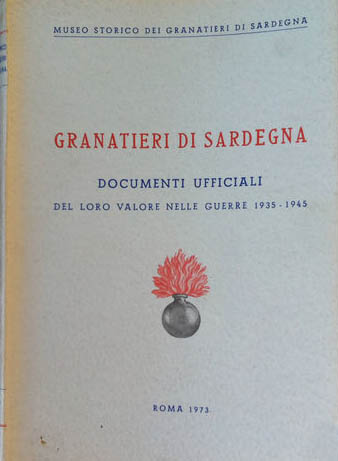 MUSEO STORICO DEI GRANATIERI DI SARDEGNA
GRANATIERI DI SARDEGNA
DOCUMENTI UFFICIALI
DEL LORO VALORE NELLE GUERRE 1935-1945
ROMA 1973